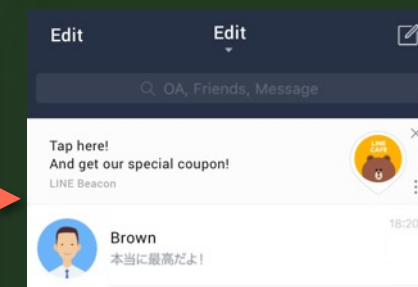 Edit
Edit
OA, Friends, Message
Tap here!
And get our special coupon!
LINE Beacon
LINE
CAFE
18:20
Brown
本当に最高だよ!